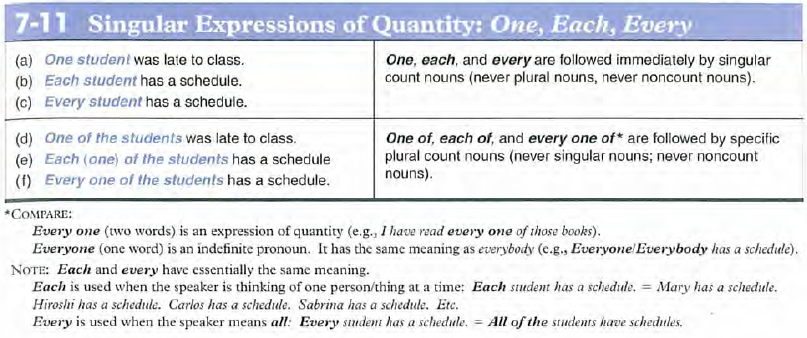 7-11 Singular Expressions of Quantity: One, Each, Every
(a) One student was late to class.
(b) Each student has a schedule.
(c) Every student has a schedule.
One, each, and every are followed immediately by singular
count nouns (never plural nouns, never noncount nouns).
(d) One of the students was late to class.
(e) Each (one) of the students has a schedule
(f) Every one of the students has a schedule.
One of, each of, and every one of* are followed by specific
plural count nouns (never singular nouns; never noncount
nouns).
*COMPARE:
Every one (two words) is an expression of quantity (e.g., I have read every one of those books).
Everyone (one word) is an indefinite pronoun. It has the same meaning as everybody (e.g., Everyone/Everybody has a schedule).
NOTE: Each and every have essentially the same meaning.
Each is used when the speaker is thinking of one person/thing at a time: Each student has a schedule. = Mary has a schedule.
Hiroshi has a schedule. Carlos has a schedule. Sabrina has a schedule. Etc.
Every is used when the speaker means all: Every student has a schedule. = All of the students have schedules.